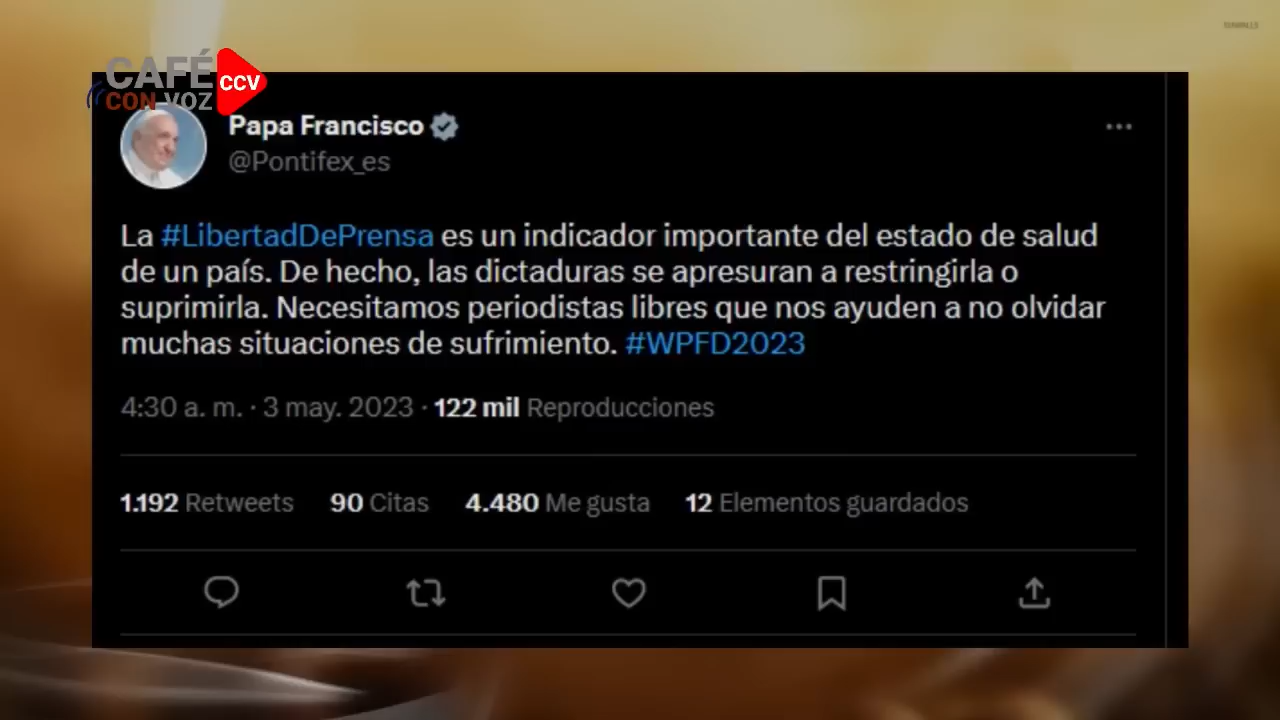 CAFÉ
CON VOZ
CCV
Papa Francisco
@Pontifex_es
La #LibertadDePrensa es un indicador importante del estado de salud
de un país. De hecho, las dictaduras se apresuran a restringirla o
suprimirla. Necesitamos periodistas libres que nos ayuden a no olvidar
muchas situaciones de sufrimiento. #WPFD2023
4:30 a. m. · 3 may. 2023 · 122 mil Reproducciones
1.192 Retweets 90 Citas 4.480 Me gusta 12 Elementos guardados